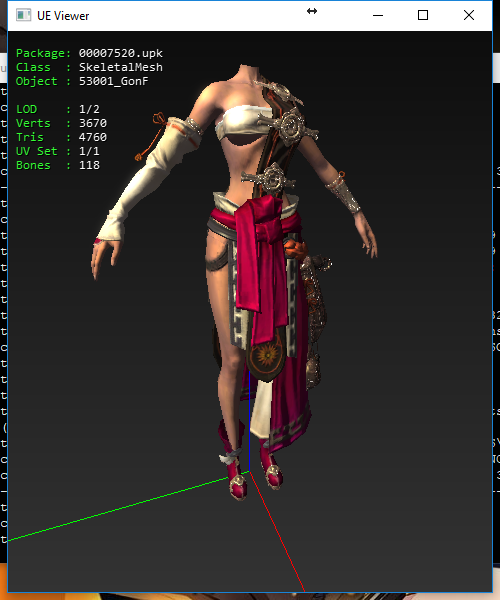 UE Viewer
Package: 00007520.upk
Class  : SkeletalMesh
Object : 53001_GonF
LOD    : 1/2
Verts  : 3670
Tris   : 4760
UV Set : 1/1
Bones  : 118